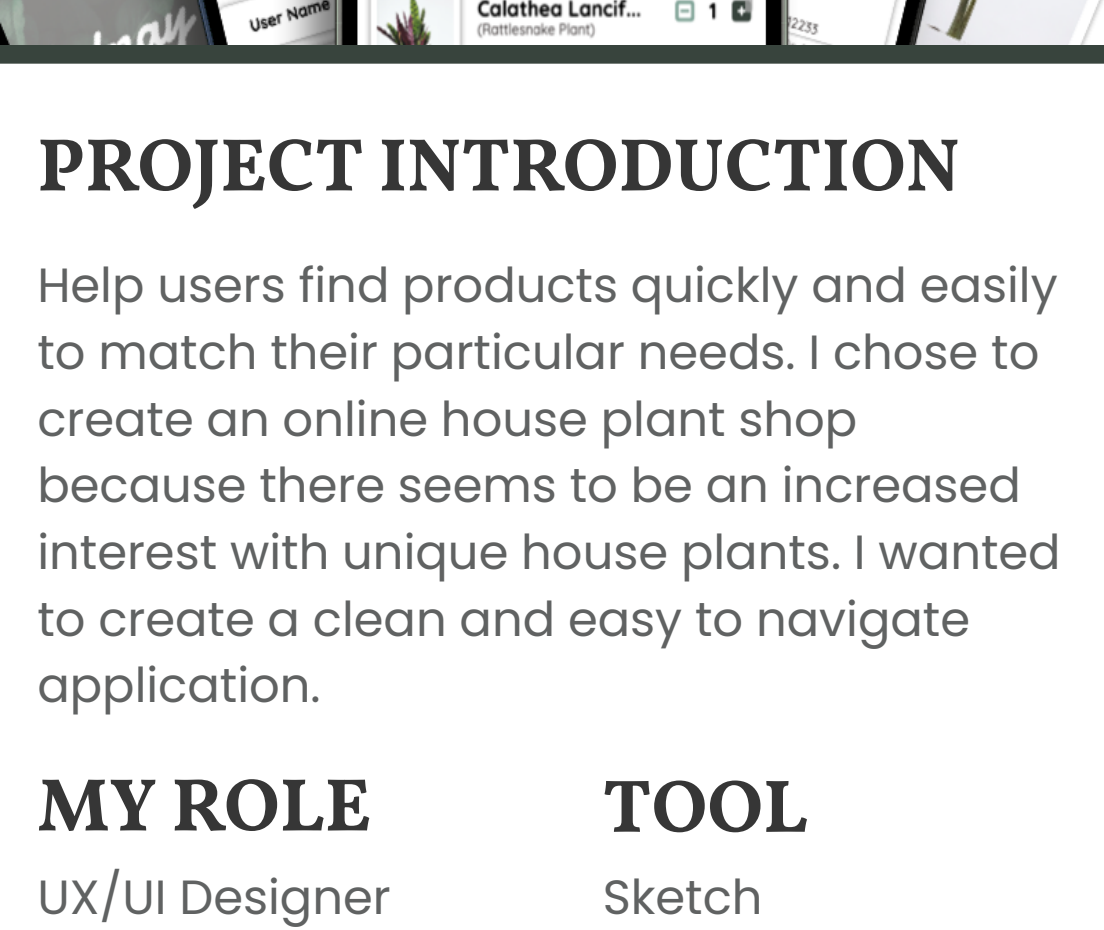 User Name
Calathea Lancif...
1
(Rattlesnake Plant)
12233
PROJECT INTRODUCTION
Help users find products quickly and easily
to match their particular needs. I chose to
create an online house plant shop
because there seems to be an increased
interest with unique house plants. I wanted
to create a clean and easy to navigate
application.
MY ROLE
TOOL
UX/UI Designer
Sketch